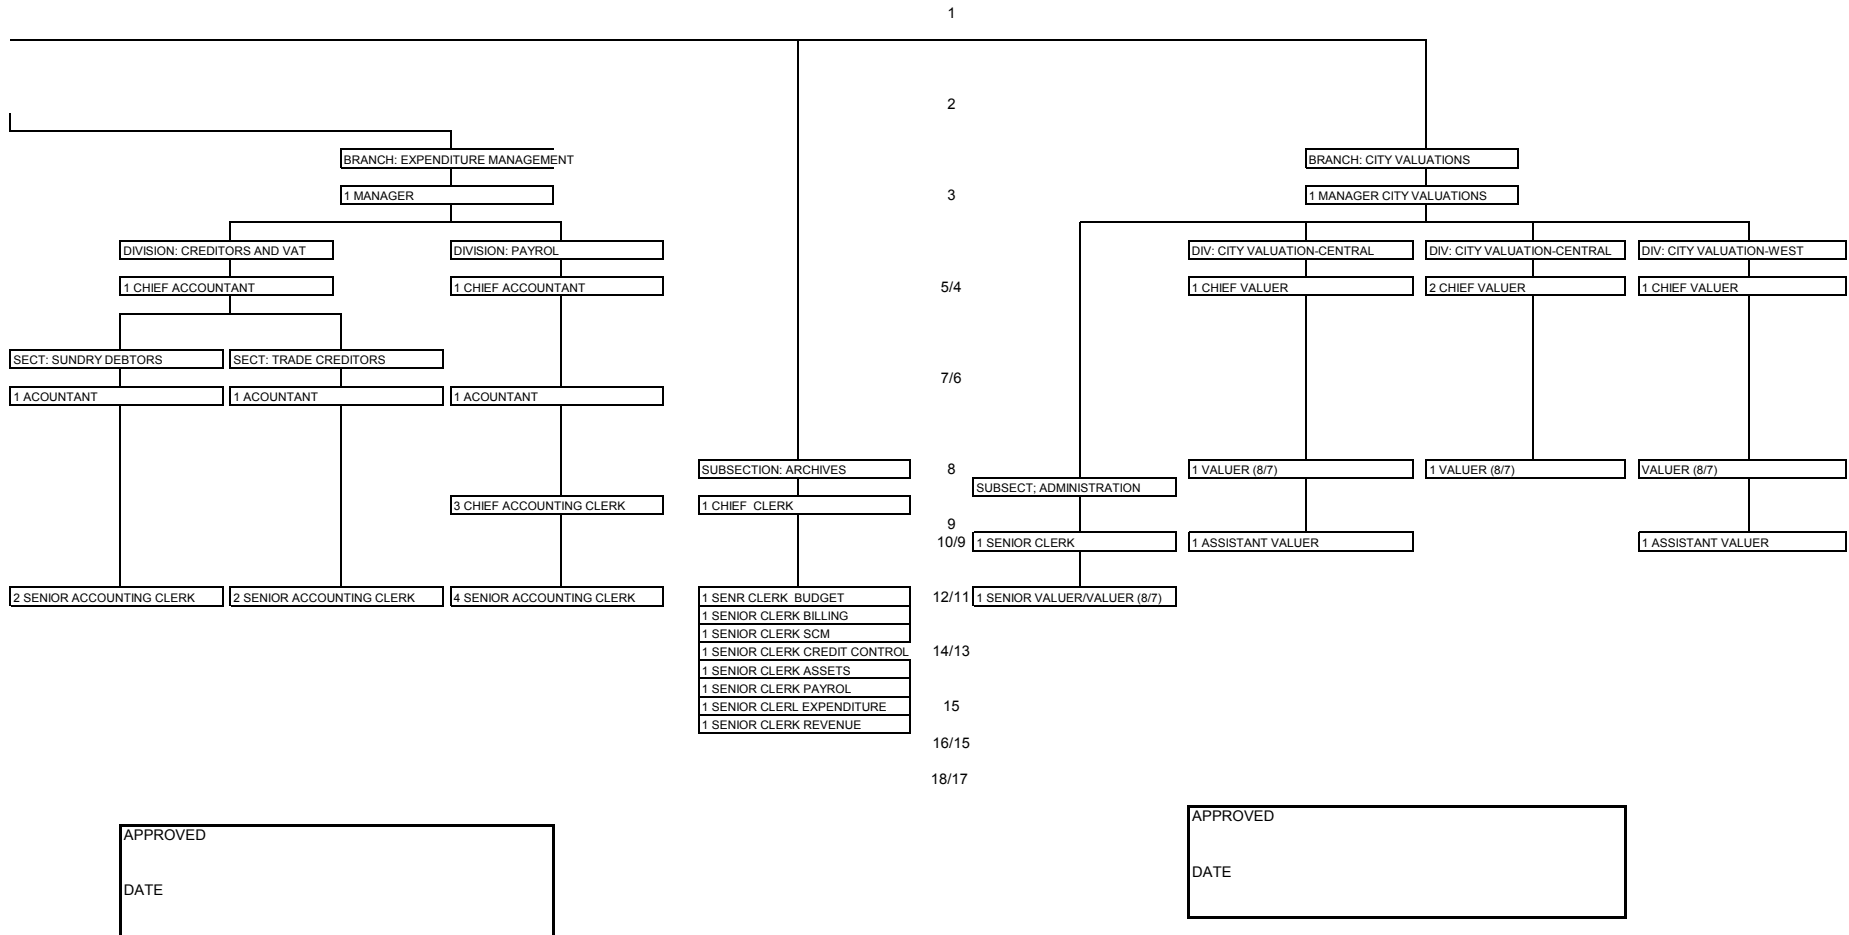 1
2
BRANCH: EXPENDITURE MANAGEMENT
BRANCH: CITY VALUATIONS
1 MANAGER
3
1 MANAGER CITY VALUATIONS
DIVISION: CREDITORS AND VAT
DIVISION: PAYROL
DIV: CITY VALUATION-CENTRAL
DIV: CITY VALUATION-CENTRAL
DIV: CITY VALUATION-WEST
1 CHIEF ACCOUNTANT
1 CHIEF ACCOUNTANT
5/4
1 CHIEF VALUER
2 CHIEF VALUER
1 CHIEF VALUER
SECT: SUNDRY DEBTORS
SECT: TRADE CREDITORS
7/6
1 ACOUNTANT
1 ACOUNTANT
1 ACOUNTANT
SUBSECTION: ARCHIVES
8
1 VALUER (8/7)
1 VALUER (8/7)
VALUER (8/7)
SUBSECT; ADMINISTRATION
3 CHIEF ACCOUNTING CLERK
1 CHIEF  CLERK
9
10/9
1 SENIOR CLERK
1 ASSISTANT VALUER
1 ASSISTANT VALUER
2 SENIOR ACCOUNTING CLERK
2 SENIOR ACCOUNTING CLERK
4 SENIOR ACCOUNTING CLERK
1 SENR CLERK  BUDGET
12/11
1 SENIOR VALUER/VALUER (8/7)
1 SENIOR CLERK BILLING
1 SENIOR CLERK SCM
1 SENIOR CLERK CREDIT CONTROL
14/13
1 SENIOR CLERK ASSETS
1 SENIOR CLERK PAYROL
1 SENIOR CLERL EXPENDITURE
15
1 SENIOR CLERK REVENUE
16/15
18/17
APPROVED
DATE
APPROVED
DATE